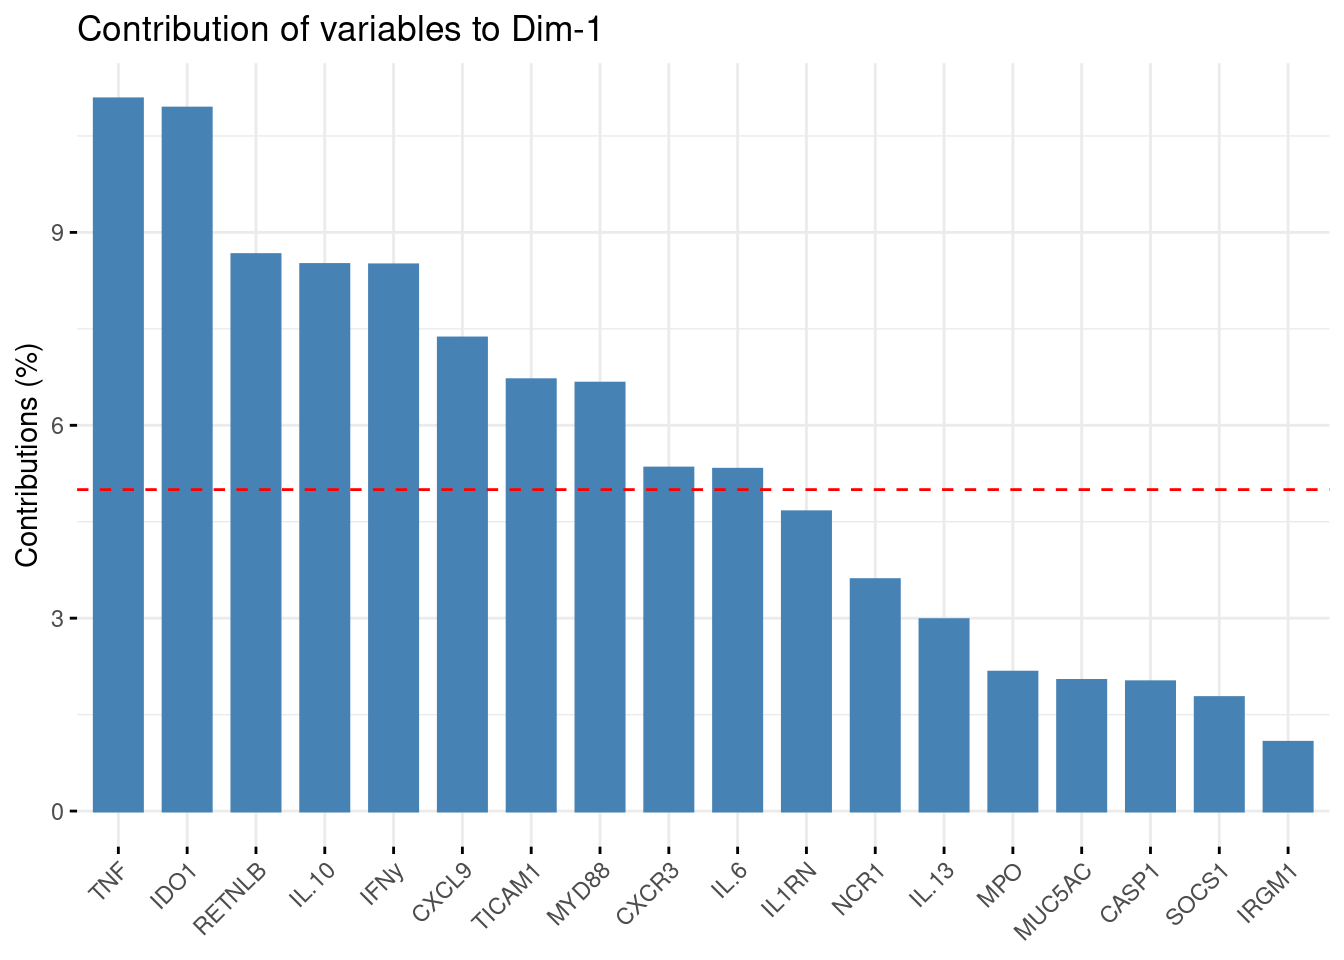 Contribution of variables to Dim-1
Contributions (%)
9
6
3
0
TNF
IDO1
RETNLB
IL.10
IFNy
CXCL9
TICAM1
MYD88
CXCR3
IL.6
IL1RN
NCR1
IL.13
MPO
MUC5AC
CASP1
SOCS1
IRGM1